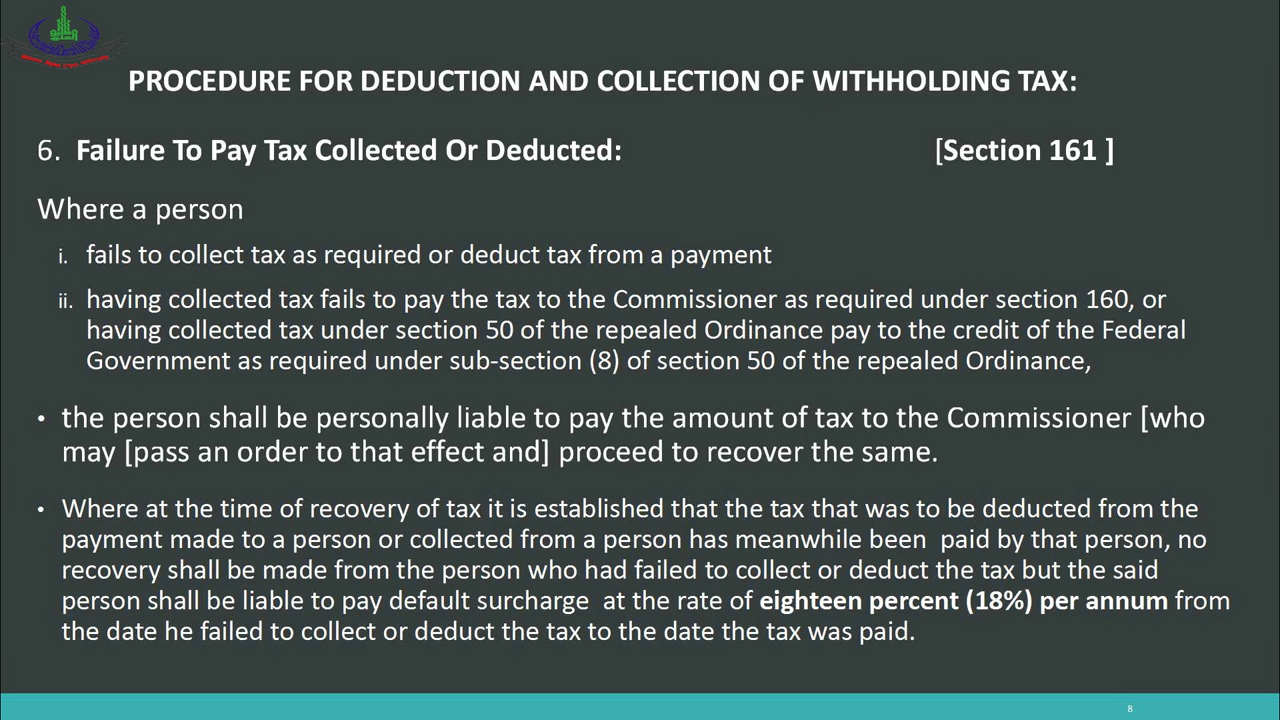 PROCEDURE FOR DEDUCTION AND COLLECTION OF WITHHOLDING TAX:
6. Failure To Pay Tax Collected Or Deducted: [Section 161 ]
Where a person
i. fails to collect tax as required or deduct tax from a payment
ii. having collected tax fails to pay the tax to the Commissioner as required under section 160, or
having collected tax under section 50 of the repealed Ordinance pay to the credit of the Federal
Government as required under sub-section (8) of section 50 of the repealed Ordinance,
• the person shall be personally liable to pay the amount of tax to the Commissioner [who
may [pass an order to that effect and] proceed to recover the same.
• Where at the time of recovery of tax it is established that the tax that was to be deducted from the
payment made to a person or collected from a person has meanwhile been paid by that person, no
recovery shall be made from the person who had failed to collect or deduct the tax but the said
person shall be liable to pay default surcharge at the rate of eighteen percent (18%) per annum from
the date he failed to collect or deduct the tax to the date the tax was paid.
8